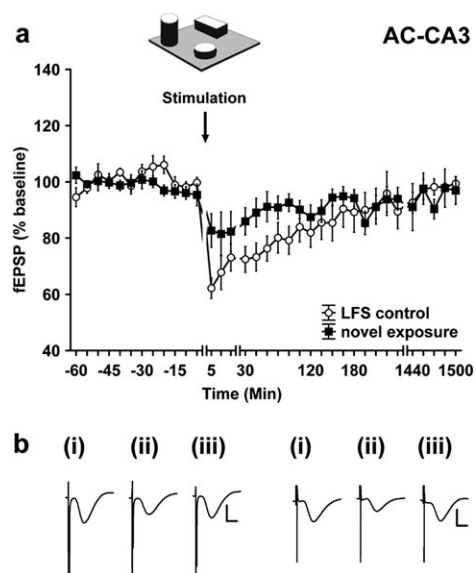 a
AC-CA3
Stimulation
140
120
100
80
60
40
fEPSP (% baseline)
LFS control
novel exposure
-60 -45 -30 -15 5 30 120 180 1440 1500
Time (Min)
b
(i) (ii) (iii) (i) (ii) (iii)